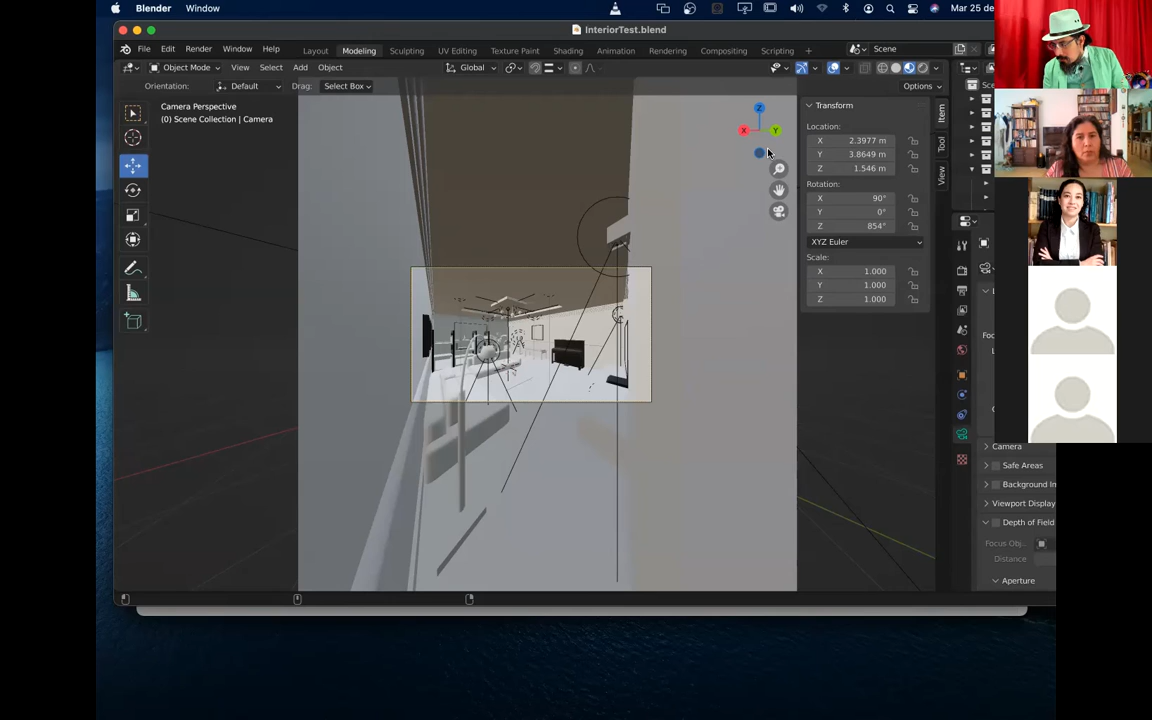 Blender Window Mar 25 de
InteriorTest.blend
File Edit Render Window Help Layout Modeling Sculpting UV Editing Texture Paint Shading Animation Rendering Compositing Scripting + Scene
Object Mode View Select Add Object Global
Orientation: Default Drag: Select Box Options
Camera Perspective
(0) Scene Collection | Camera
Z
X
Y
Transform
Location:
X 2.3977 m
Y 3.8649 m
Z 1.546 m
Rotation:
X 90°
Y 0°
Z 854°
XYZ Euler
Scale:
X 1.000
Y 1.000
Z 1.000
Item
Tool
View
Camera
Safe Areas
Background In
Viewport Display
Depth of Field
Focus Obj...
Distance
Aperture